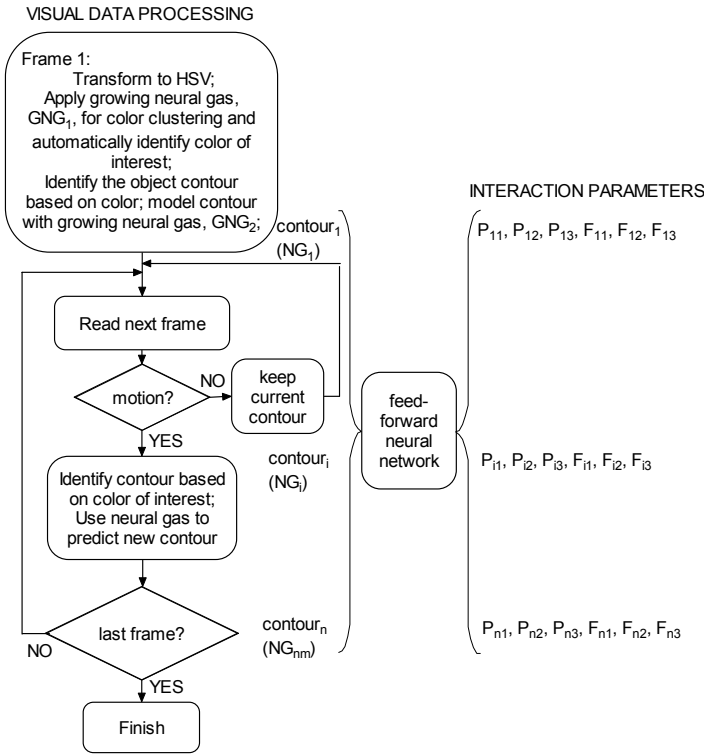 VISUAL DATA PROCESSING
Frame 1:
Transform to HSV;
Apply growing neural gas,
GNG₁, for color clustering and
automatically identify color of
interest;
Identify the object contour
based on color; model contour
with growing neural gas, GNG₂;
Read next frame
motion?
NO
keep
current
contour
YES
Identify contour based
on color of interest;
Use neural gas to
predict new contour
last frame?
NO
YES
Finish
contour₁
(NG₁)
contourᵢ
(NGᵢ)
contourₙ
(NGₙₘ)
feed-
forward
neural
network
INTERACTION PARAMETERS
P₁₁, P₁₂, P₁₃, F₁₁, F₁₂, F₁₃
Pᵢ₁, Pᵢ₂, Pᵢ₃, Fᵢ₁, Fᵢ₂, Fᵢ₃
Pₙ₁, Pₙ₂, Pₙ₃, Fₙ₁, Fₙ₂, Fₙ₃